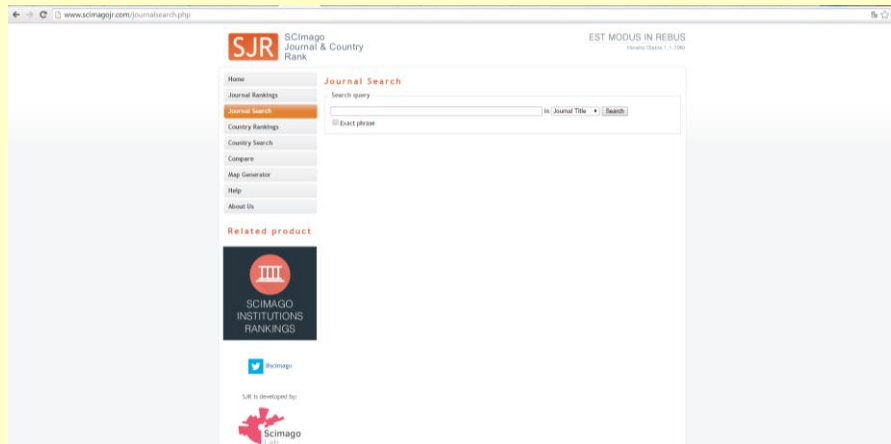 www.scimagojr.com/journalsearch.php
SJR
SCImago
Journal & Country
Rank
EST MODUS IN REBUS
Horatio (Satire 1,1,106)
Home
Journal Rankings
Journal Search
Country Rankings
Country Search
Compare
Map Generator
Help
About Us
Journal Search
Search query
in Journal Title Search
Exact phrase
Related product
SCIMAGO
INSTITUTIONS
RANKINGS
@scimago
SJR is developed by:
Scimago
Lab